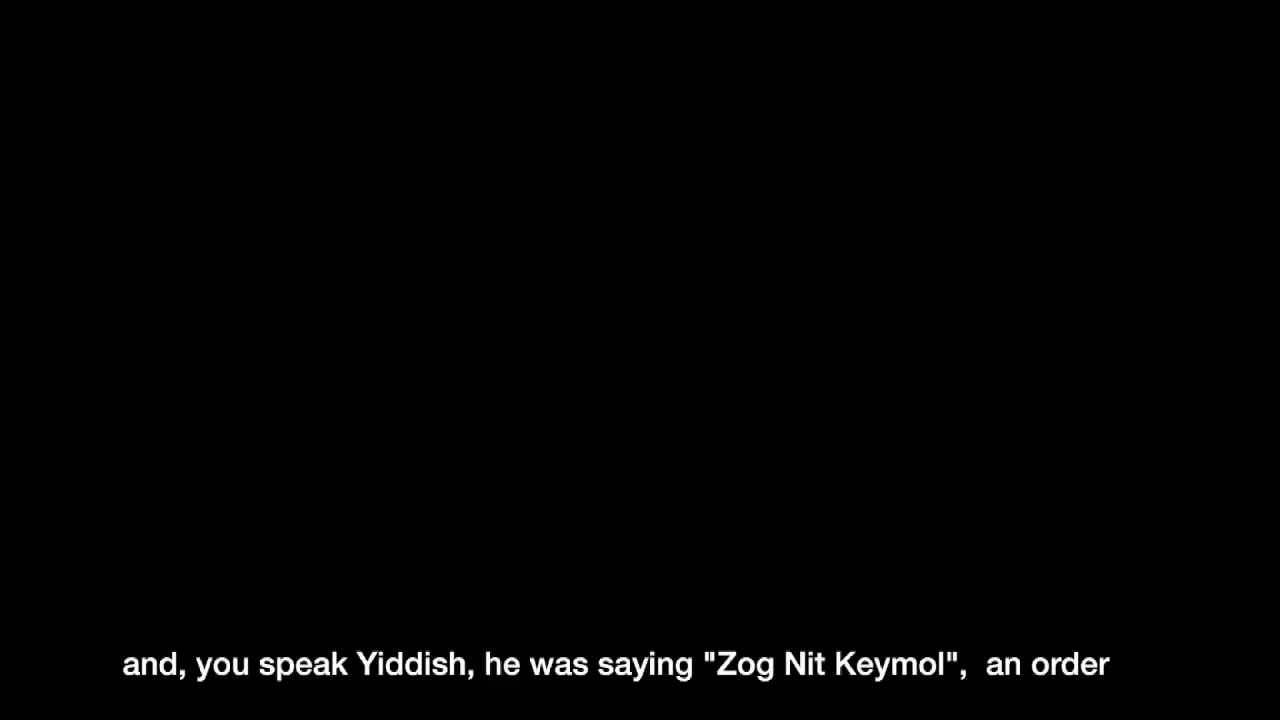 and, you speak Yiddish, he was saying "Zog Nit Keymol",  an order